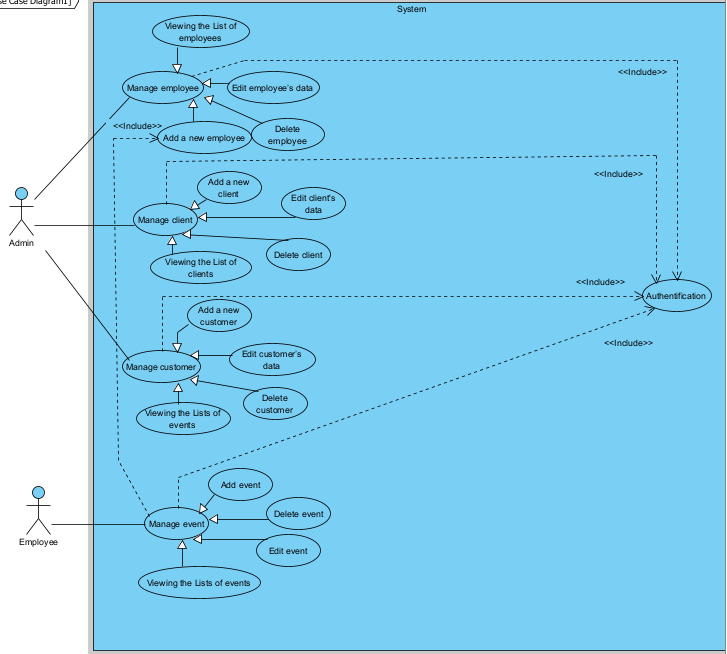 se Case Diagram1]
System
Viewing the List of
employees
Manage employee
Edit employee's data
<<Include>>
<<Include>>
Add a new employee
Delete
employee
<<Include>>
Add a new
client
Edit client's
data
Manage client
Admin
Delete client
Viewing the List of
clients
<<Include>>
Authentification
Add a new
customer
<<Include>>
Edit customer's
data
Manage customer
Delete
customer
Viewing the Lists of
events
Add event
Delete event
Manage event
Employee
Edit event
Viewing the Lists of events